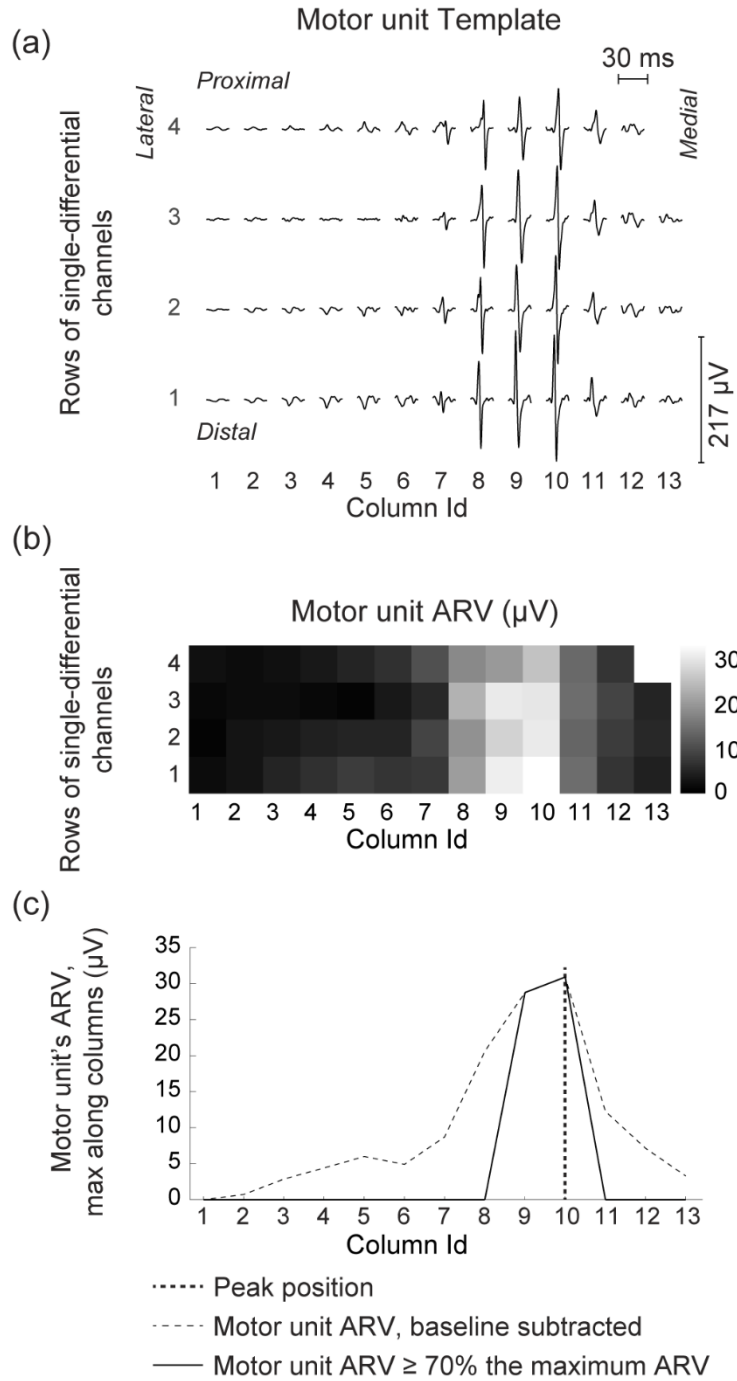 (a)
Motor unit Template
30 ms
Proximal
Lateral
Medial
Rows of single-differential
channels
4
3
2
1
Distal
217 µV
1 2 3 4 5 6 7 8 9 10 11 12 13
Column Id
(b)
Motor unit ARV (µV)
Rows of single-differential
channels
4
3
2
1
30
20
10
0
1 2 3 4 5 6 7 8 9 10 11 12 13
Column Id
(c)
Motor unit's ARV,
max along columns (µV)
35
30
25
20
15
10
5
0
1 2 3 4 5 6 7 8 9 10 11 12 13
Column Id
Peak position
Motor unit ARV, baseline subtracted
Motor unit ARV ≥ 70% the maximum ARV